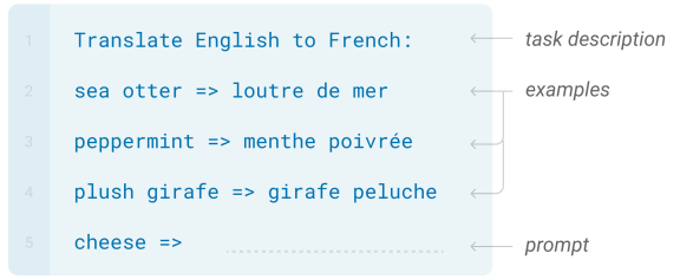 1 Translate English to French: task description
2 sea otter => loutre de mer examples
3 peppermint => menthe poivrée
4 plush girafe => girafe peluche
5 cheese => prompt